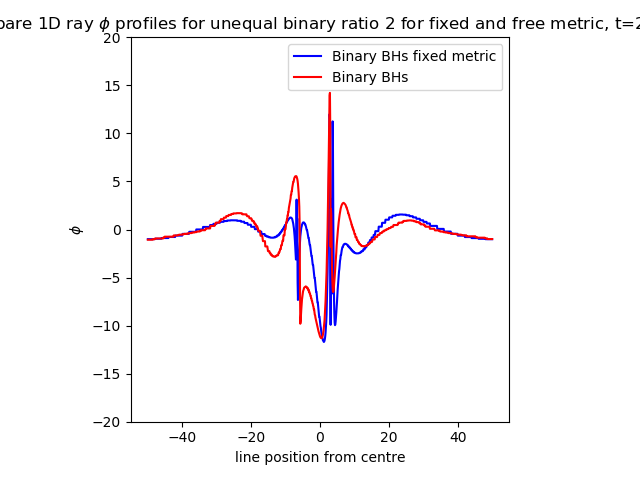 pare 1D ray ϕ profiles for unequal binary ratio 2 for fixed and free metric, t=2
Binary BHs fixed metric
Binary BHs
20
15
10
5
0
−5
−10
−15
−20
ϕ
−40 −20 0 20 40
line position from centre